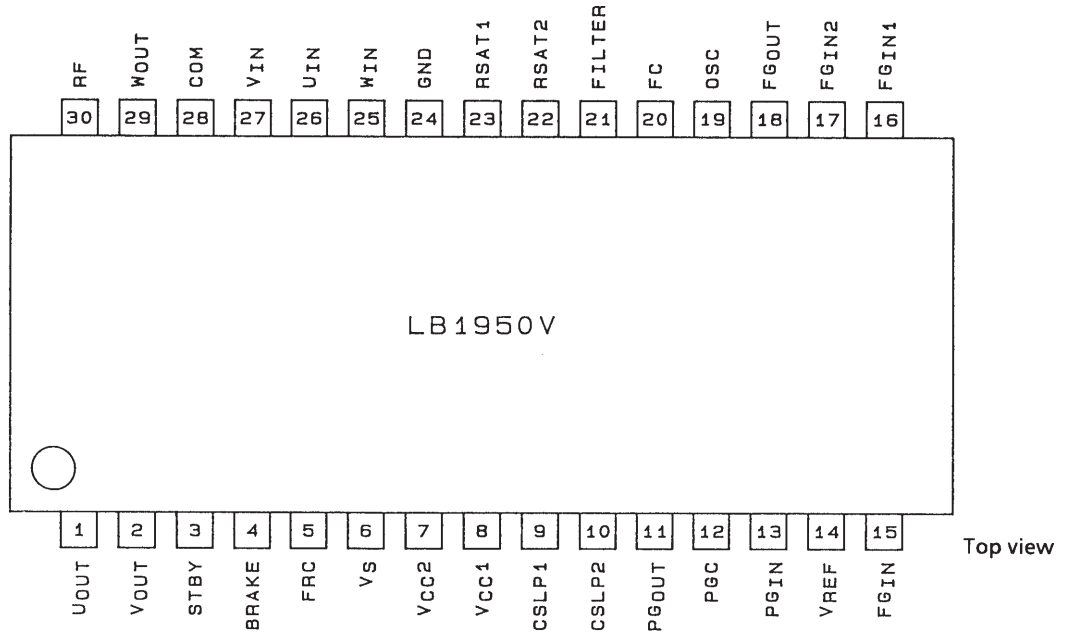 RF WOUT COM VIN UIN WIN GND RSAT1 RSAT2 FILTER FC OSC FGOUT FGIN2 FGIN1
30 29 28 27 26 25 24 23 22 21 20 19 18 17 16
LB1950V
1 2 3 4 5 6 7 8 9 10 11 12 13 14 15
Top view
UOUT VOUT STBY BRAKE FRC VS VCC2 VCC1 CSLP1 CSLP2 PGOUT PGC PGIN VREF FGIN